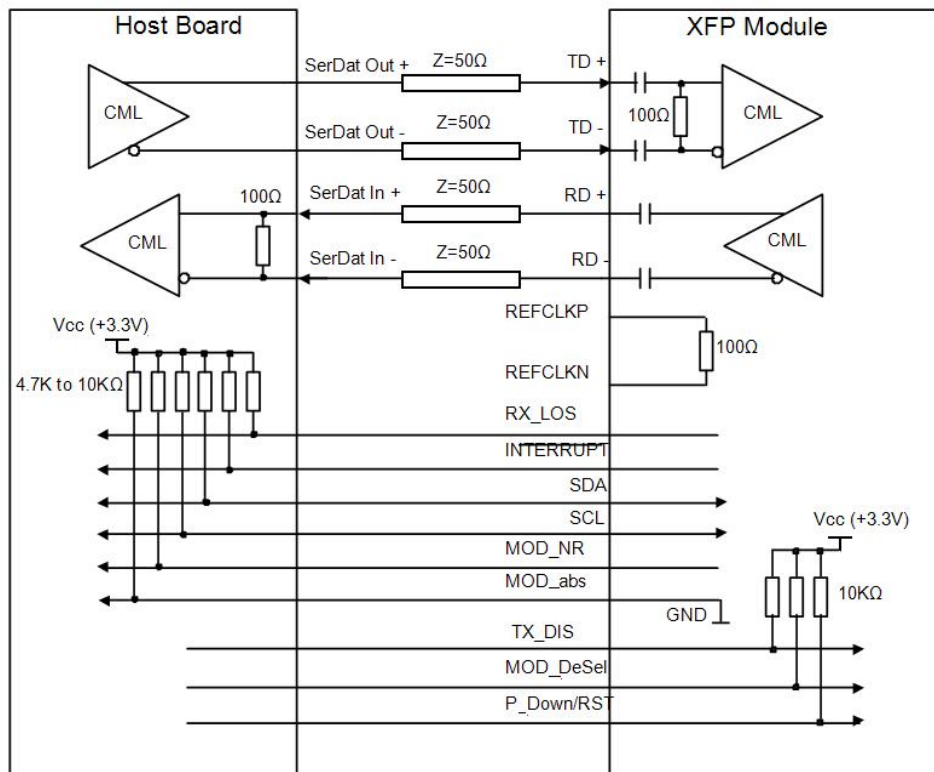 Host Board
XFP Module
SerDat Out +
Z=50Ω
TD +
CML
100Ω
CML
SerDat Out -
Z=50Ω
TD -
SerDat In +
Z=50Ω
RD +
100Ω
CML
CML
SerDat In -
Z=50Ω
RD -
REFCLKP
Vcc (+3.3V)
100Ω
REFCLKN
4.7K to 10KΩ
RX_LOS
INTERRUPT
SDA
SCL
Vcc (+3.3V)
MOD_NR
MOD_abs
10KΩ
GND
TX_DIS
MOD_DeSel
P_Down/RST